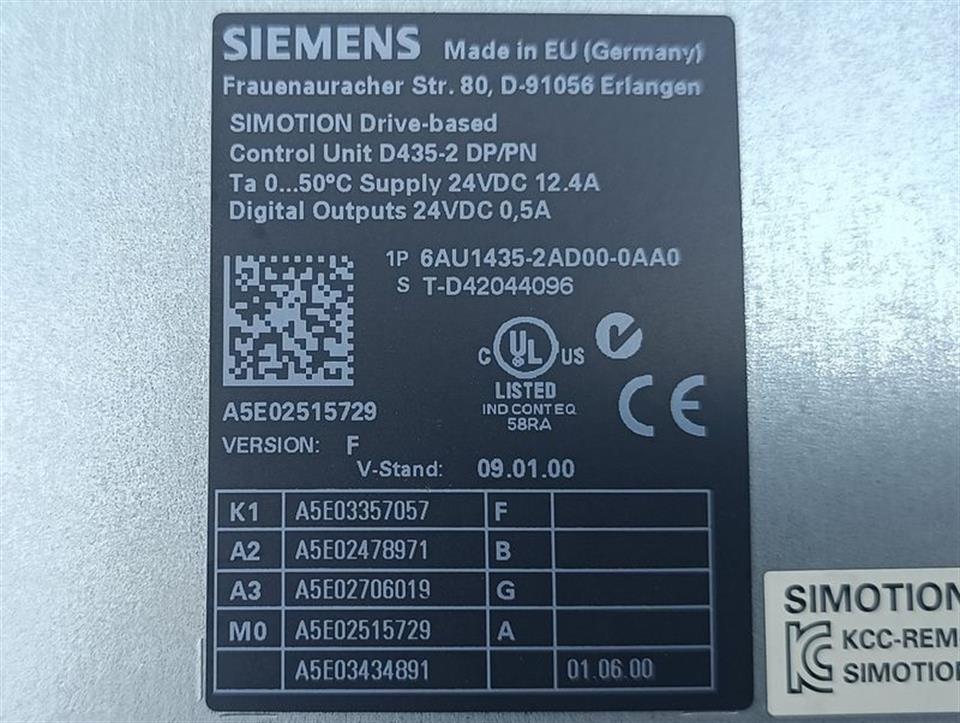 SIEMENS Made in EU (Germany)
Frauenauracher Str. 80, D-91056 Erlangen
SIMOTION Drive-based
Control Unit D435-2 DP/PN
Ta 0...50°C Supply 24VDC 12.4A
Digital Outputs 24VDC 0,5A
1P 6AU1435-2AD00-0AA0
S T-D42044096
C UL US
LISTED
IND CONT EQ
58RA
CE
A5E02515729
VERSION: F
V-Stand: 09.01.00
K1 A5E03357057 F
A2 A5E02478971 B
A3 A5E02706019 G
M0 A5E02515729 A
A5E03434891 01.06.00
SIMOTION
KCC-REM-
SIMOTION